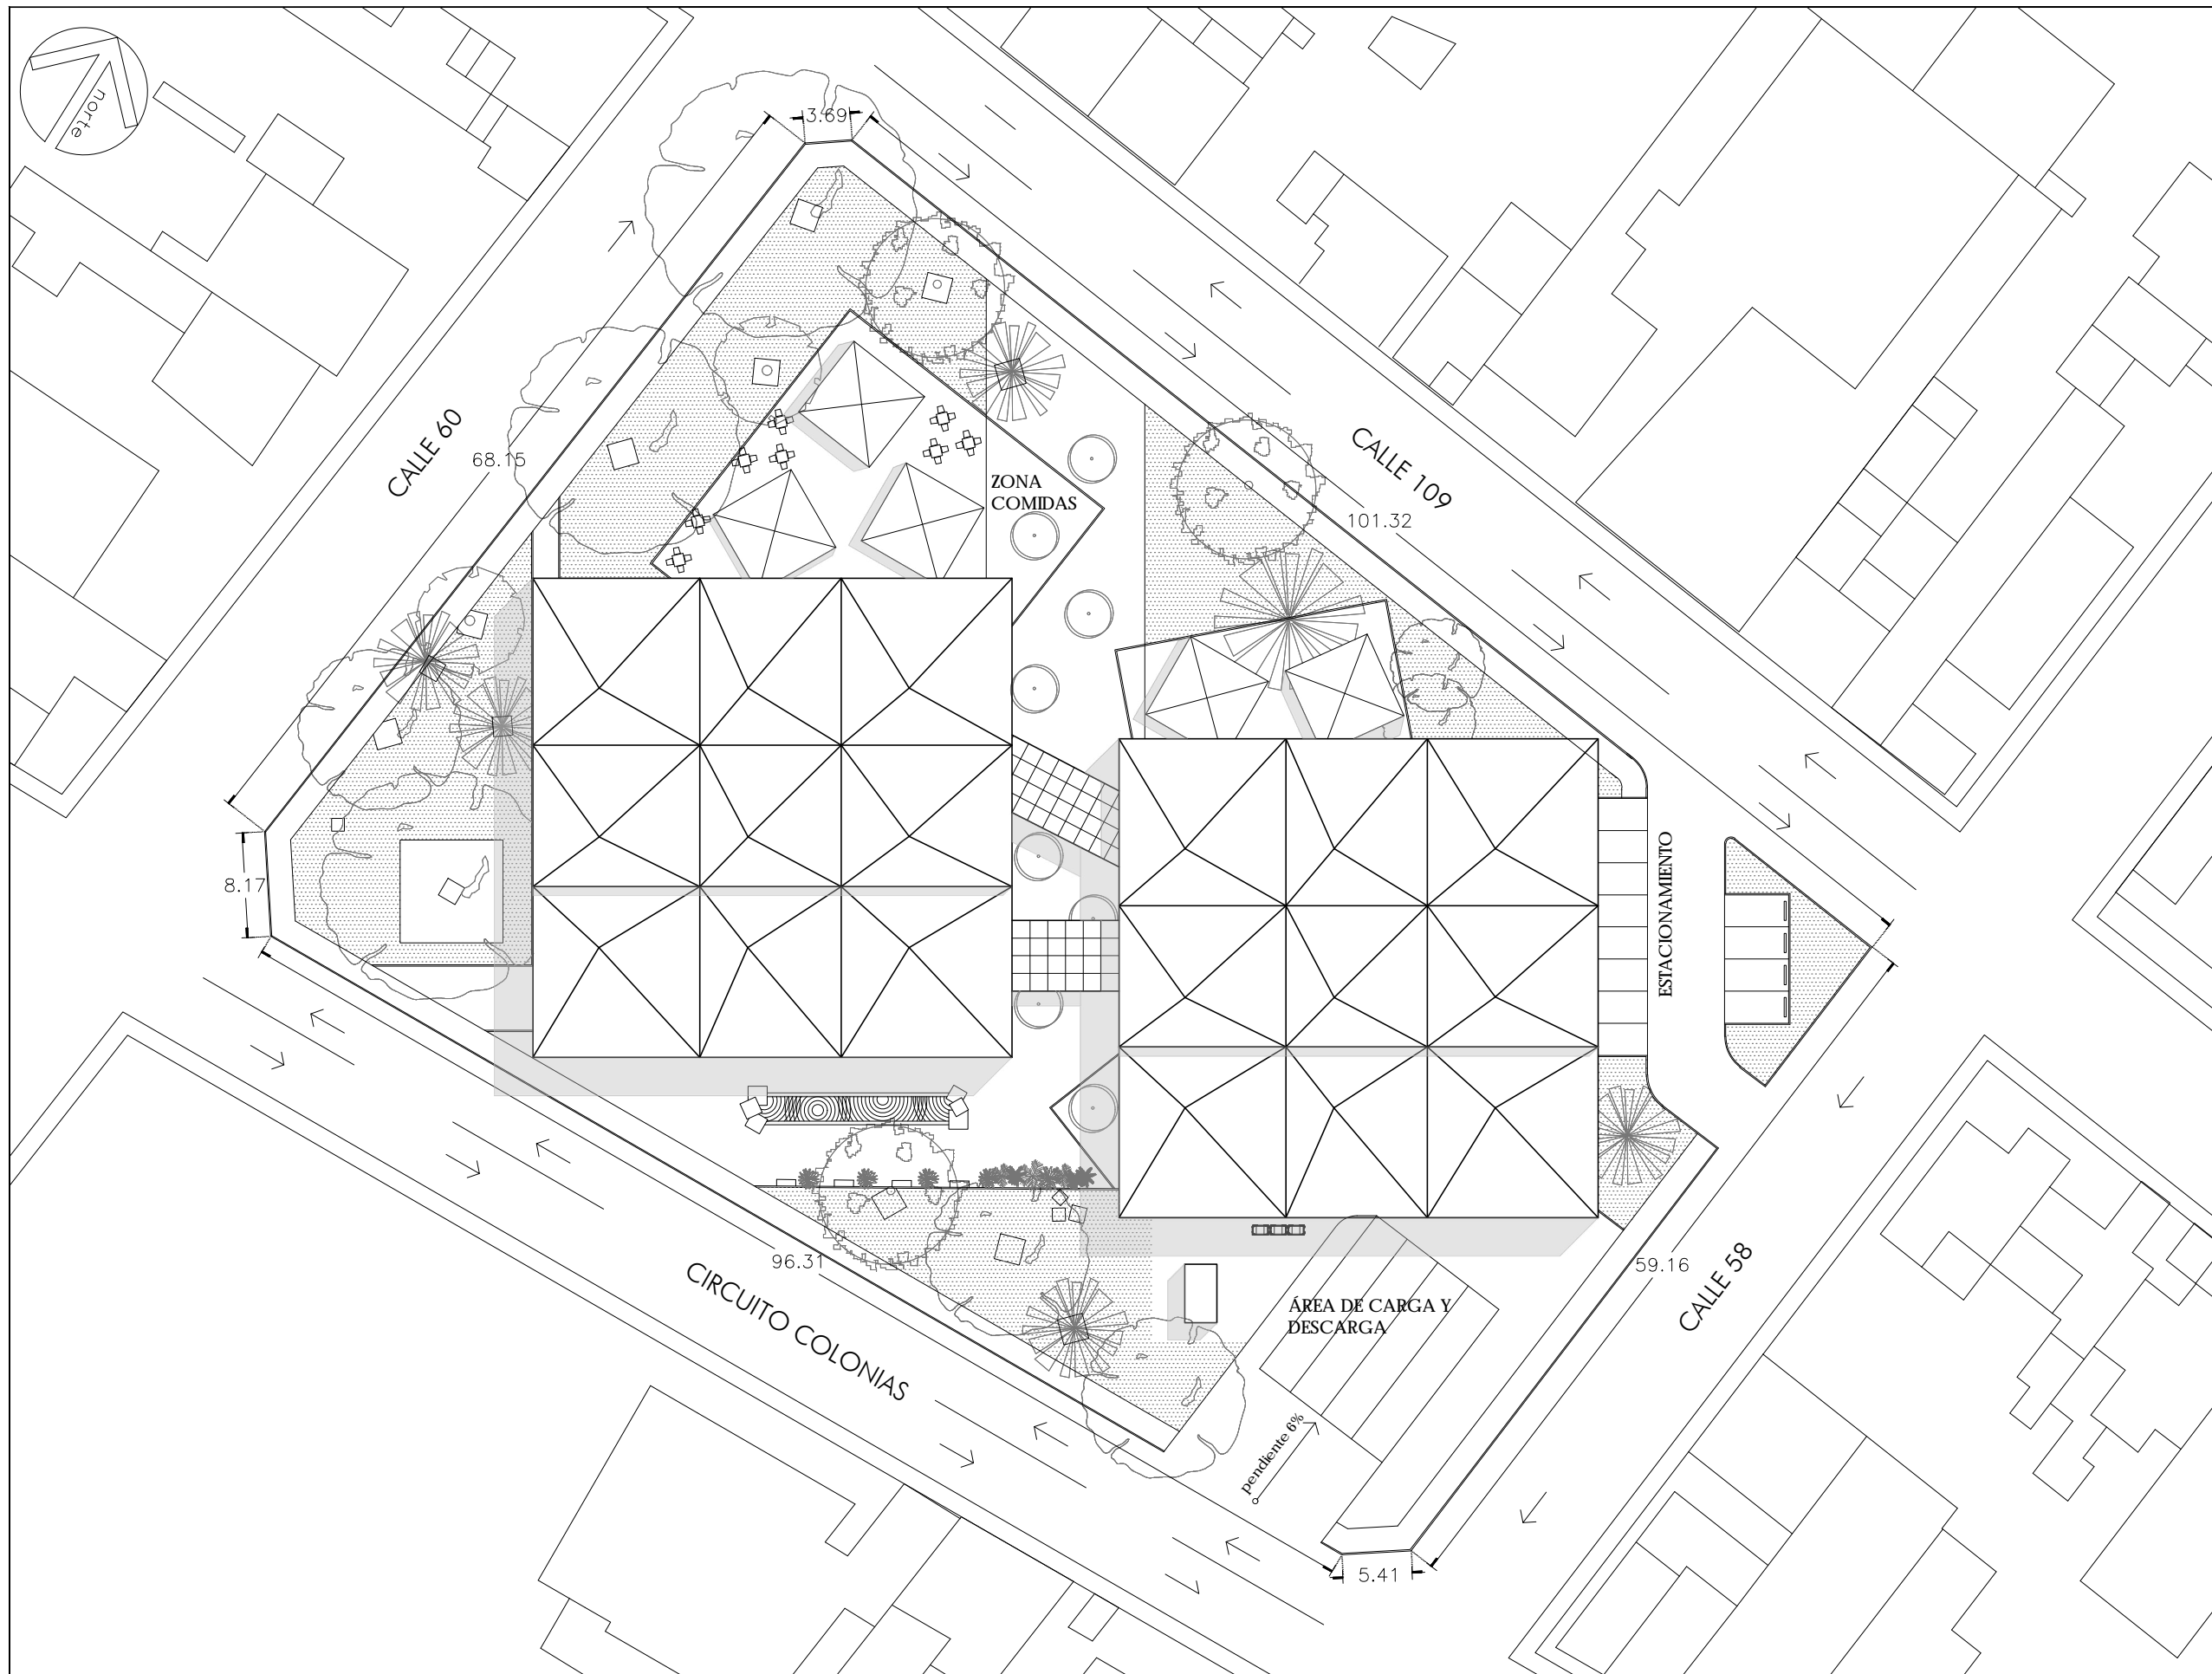 norte
3.69
CALLE 60
68.15
CALLE 109
101.32
ZONA
COMIDAS
ESTACIONAMIENTO
8.17
96.31
CIRCUITO COLONIAS
59.16
CALLE 58
ÁREA DE CARGA Y
DESCARGA
pendiente 6%
5.41